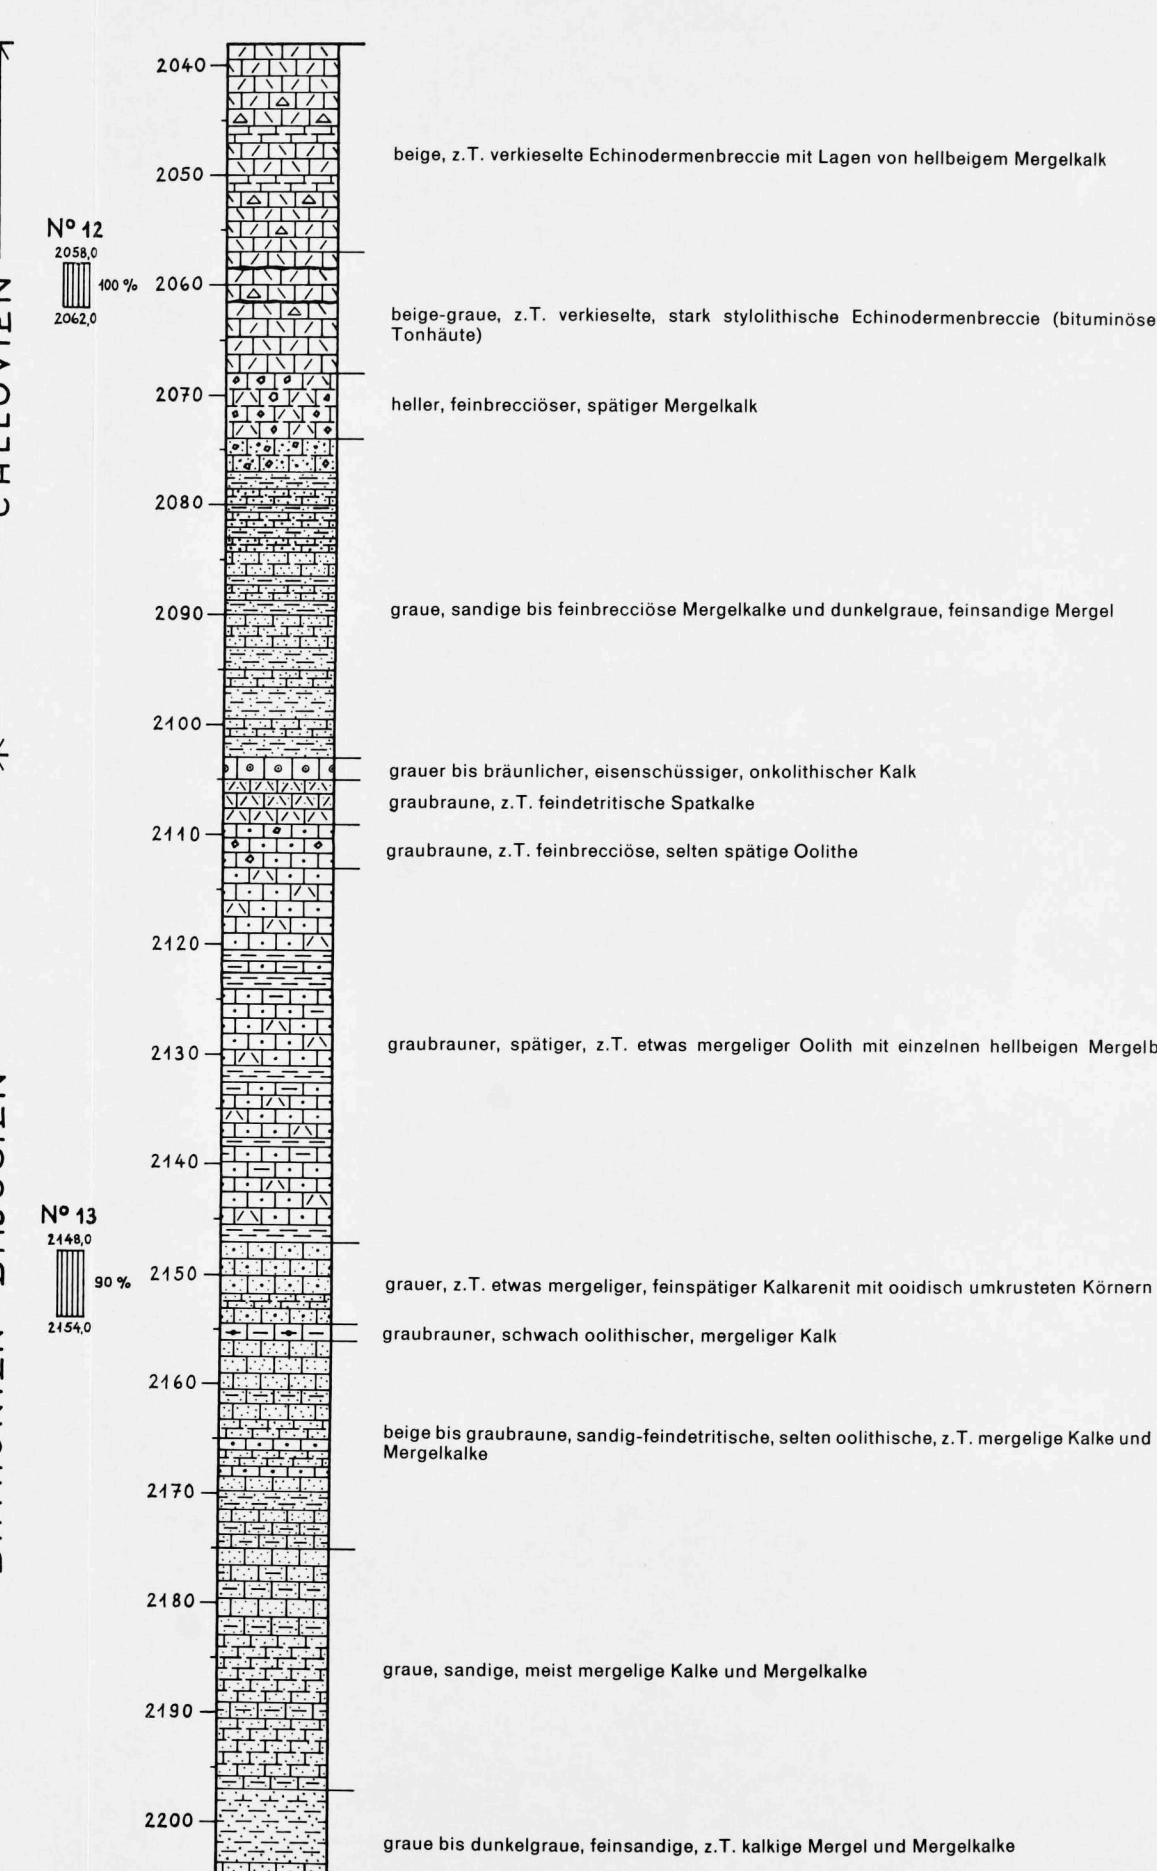 2040
beige, z.T. verkieselte Echinodermenbreccie mit Lagen von hellbeigem Mergelkalk
2050
Nº 12
2058,0
100 %
2060
2062,0
beige-graue, z.T. verkieselte, stark stylolithische Echinodermenbreccie (bituminöse
Tonhäute)
CALLOVIEN
2070
heller, feinbrecciöser, spätiger Mergelkalk
2080
2090
graue, sandige bis feinbrecciöse Mergelkalke und dunkelgraue, feinsandige Mergel
2100
grauer bis bräunlicher, eisenschüssiger, onkolithischer Kalk
graubraune, z.T. feindetritische Spatkalke
2110
graubraune, z.T. feinbrecciöse, selten spätige Oolithe
2120
2130
graubrauner, spätiger, z.T. etwas mergeliger Oolith mit einzelnen hellbeigen Mergelb
2140
Nº 13
2148,0
90 %
2150
2154,0
grauer, z.T. etwas mergeliger, feinspätiger Kalkarenit mit ooidisch umkrusteten Körnern
graubrauner, schwach oolithischer, mergeliger Kalk
2160
beige bis graubraune, sandig-feindetritische, selten oolithische, z.T. mergelige Kalke und
Mergelkalke
2170
2180
graue, sandige, meist mergelige Kalke und Mergelkalke
2190
2200
graue bis dunkelgraue, feinsandige, z.T. kalkige Mergel und Mergelkalke